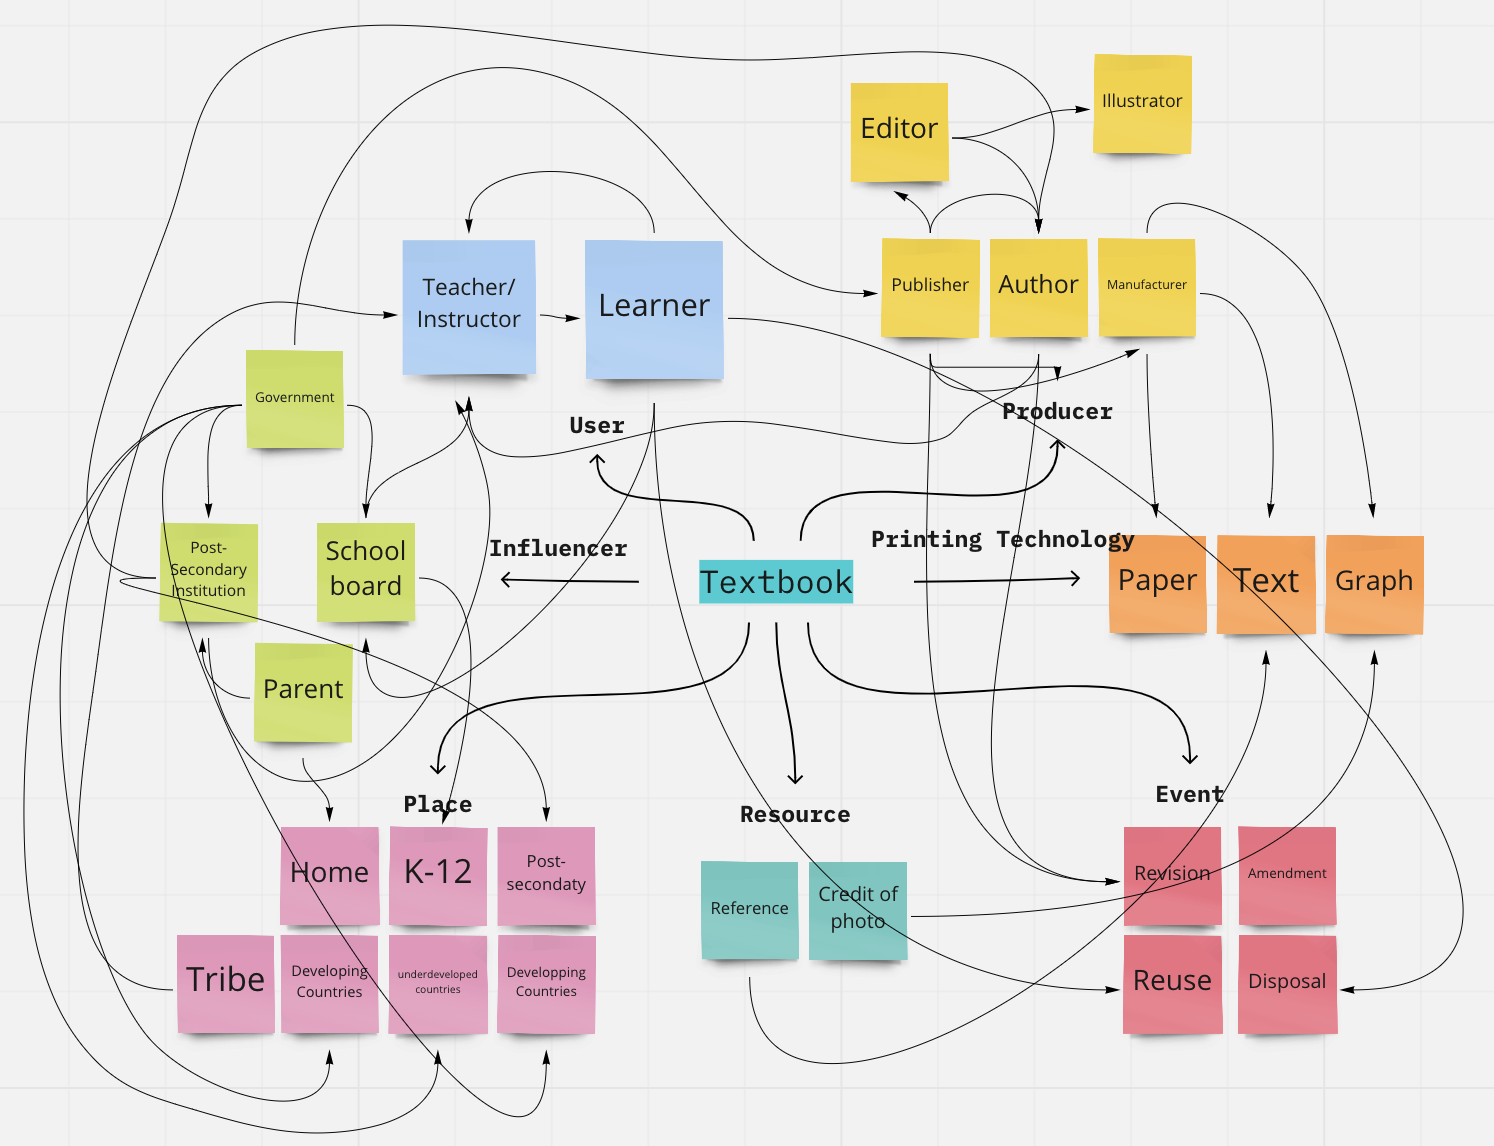 Illustrator
Editor
Teacher/
Instructor
Learner
Publisher
Author
Manufacturer
Government
User
Producer
Post-
Secondary
Institution
School
board
Influencer
Textbook
Printing Technology
Paper
Text
Graph
Parent
Place
Resource
Event
Home
K-12
Post-
secondaty
Reference
Credit of
photo
Revision
Amendment
Tribe
Developing
Countries
underdeveloped
countries
Developping
Countries
Reuse
Disposal